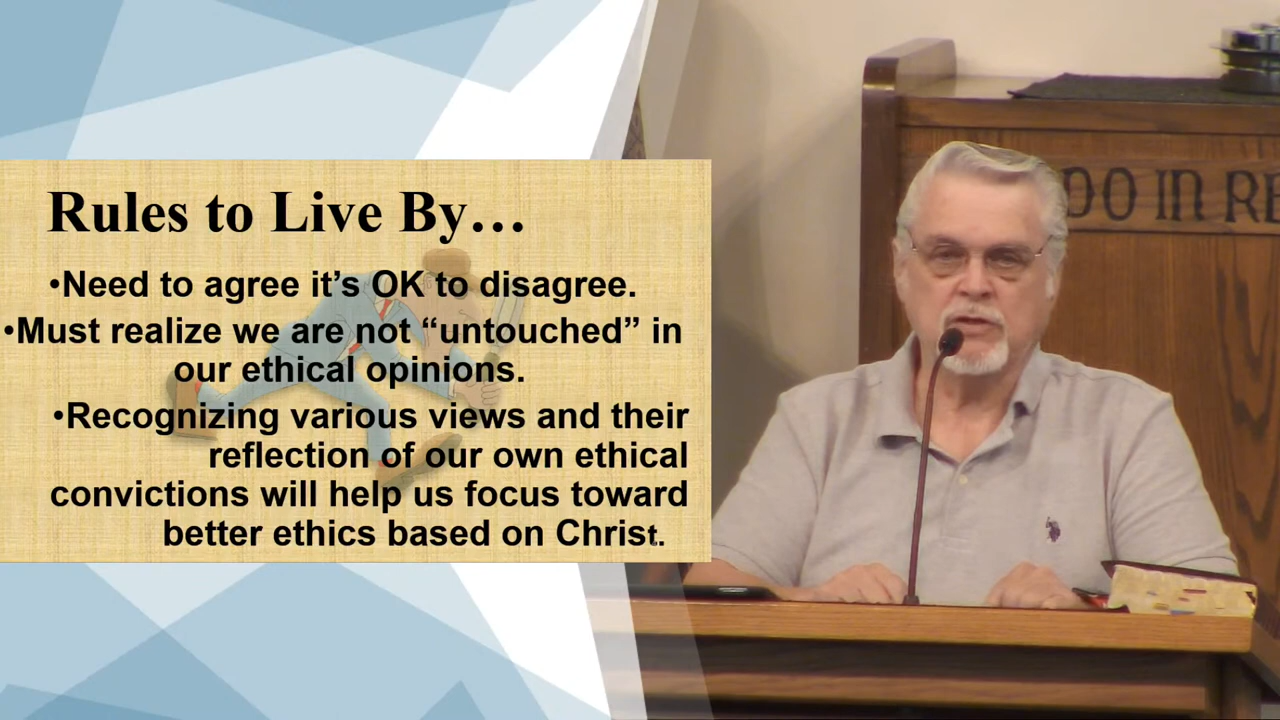 Rules to Live By…
•Need to agree it’s OK to disagree.
•Must realize we are not “untouched” in
our ethical opinions.
•Recognizing various views and their
reflection of our own ethical
convictions will help us focus toward
better ethics based on Christ.
DO IN RE